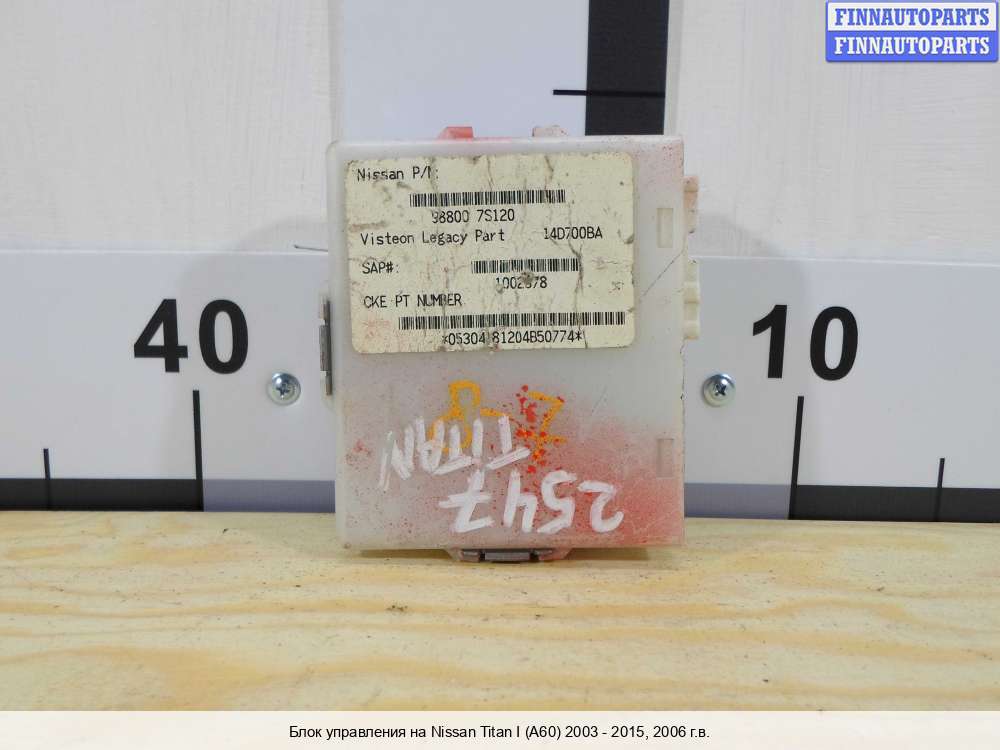 FINNAUTOPARTS
FINNAUTOPARTS
Nissan P/N:
98800 7S120
Visteon Legacy Part 14D700BA
SAP#:
CKE PT NUMBER
40
10
TITAN
2547
Блок управления на Nissan Titan I (A60) 2003 - 2015, 2006 г.в.